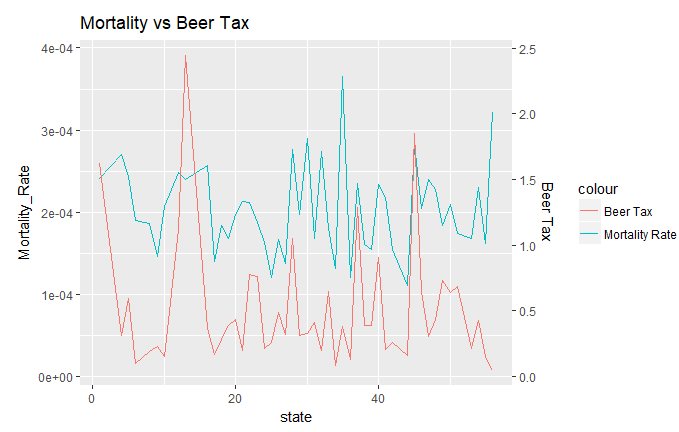 Mortality vs Beer Tax
4e-04
3e-04
2e-04
1e-04
0e+00
Mortality_Rate
2.5
2.0
1.5
1.0
0.5
0.0
Beer Tax
0
20
40
state
colour
Beer Tax
Mortality Rate